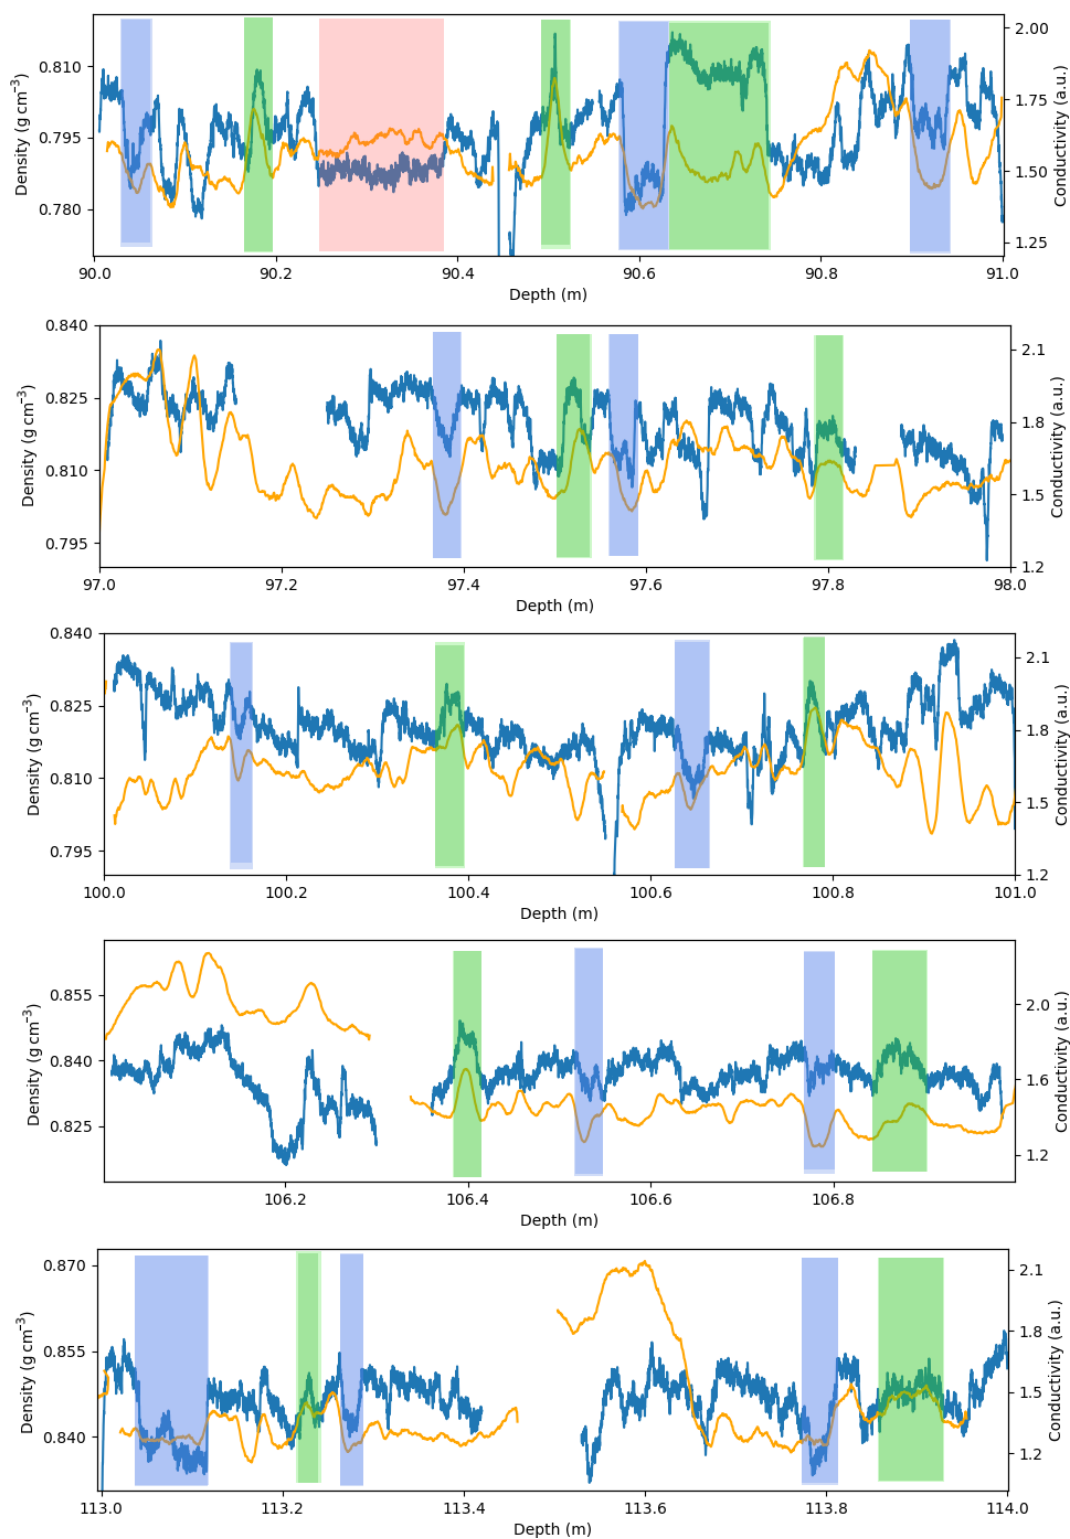 0.810
0.795
0.780
Density (g cm⁻³)
2.00
1.75
1.50
1.25
Conductivity (a.u.)
90.0 90.2 90.4 90.6 90.8 91.0
Depth (m)
0.840
0.825
0.810
0.795
Density (g cm⁻³)
2.1
1.8
1.5
1.2
Conductivity (a.u.)
97.0 97.2 97.4 97.6 97.8 98.0
Depth (m)
0.840
0.825
0.810
0.795
Density (g cm⁻³)
2.1
1.8
1.5
1.2
Conductivity (a.u.)
100.0 100.2 100.4 100.6 100.8 101.0
Depth (m)
0.855
0.840
0.825
Density (g cm⁻³)
2.0
1.6
1.2
Conductivity (a.u.)
106.2 106.4 106.6 106.8
Depth (m)
0.870
0.855
0.840
Density (g cm⁻³)
2.1
1.8
1.5
1.2
Conductivity (a.u.)
113.0 113.2 113.4 113.6 113.8 114.0
Depth (m)